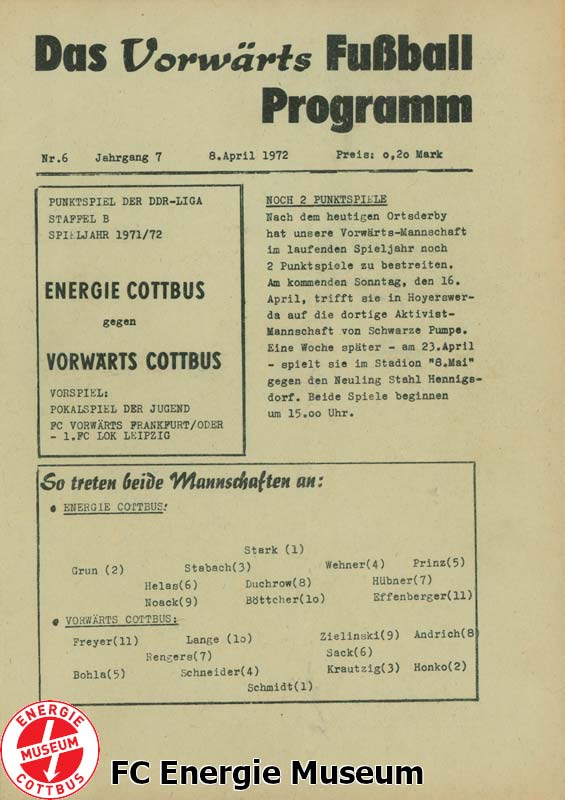 Das Vorwärts Fußball
Programm
Nr.6 Jahrgang 7 8.April 1972 Preis: 0,20 Mark
PUNKTSPIEL DER DDR-LIGA
STAFFEL B
SPIELJAHR 1971/72
ENERGIE COTTBUS
gegen
VORWÄRTS COTTBUS
VORSPIEL:
POKALSPIEL DER JUGEND
FC VORWÄRTS FRANKFURT/ODER
- 1.FC LOK LEIPZIG
NOCH 2 PUNKTSPIELE
Nach dem heutigen Ortsderby
hat unsere Vorwärts-Mannschaft
im laufenden Spieljahr noch
2 Punktspiele zu bestreiten.
Am kommenden Sonntag, den 16.
April, trifft sie in Hoyerswer-
da auf die dortige Aktivist-
Mannschaft von Schwarze Pumpe.
Eine Woche später - am 23.April
- spielt sie im Stadion "8.Mai"
gegen den Neuling Stahl Hennigs-
dorf. Beide Spiele beginnen
um 15.oo Uhr.
So treten beide Mannschaften an:
ENERGIE COTTBUS:
Stark (1)
Grun (2) Stabach(3) Wehner(4) Prinz(5)
Helas(6) Duchrow(8) Hübner(7)
Noack(9) Böttcher(1o) Effenberger(11)
VORWÄRTS COTTBUS:
Freyer(11) Lange (1o) Zielinski(9) Andrich(8)
Rengers(7) Sack(6)
Bohla(5) Schneider(4) Krautzig(3) Honko(2)
Schmidt(1)
ENERGIE
MUSEUM
COTTBUS
FC Energie Museum